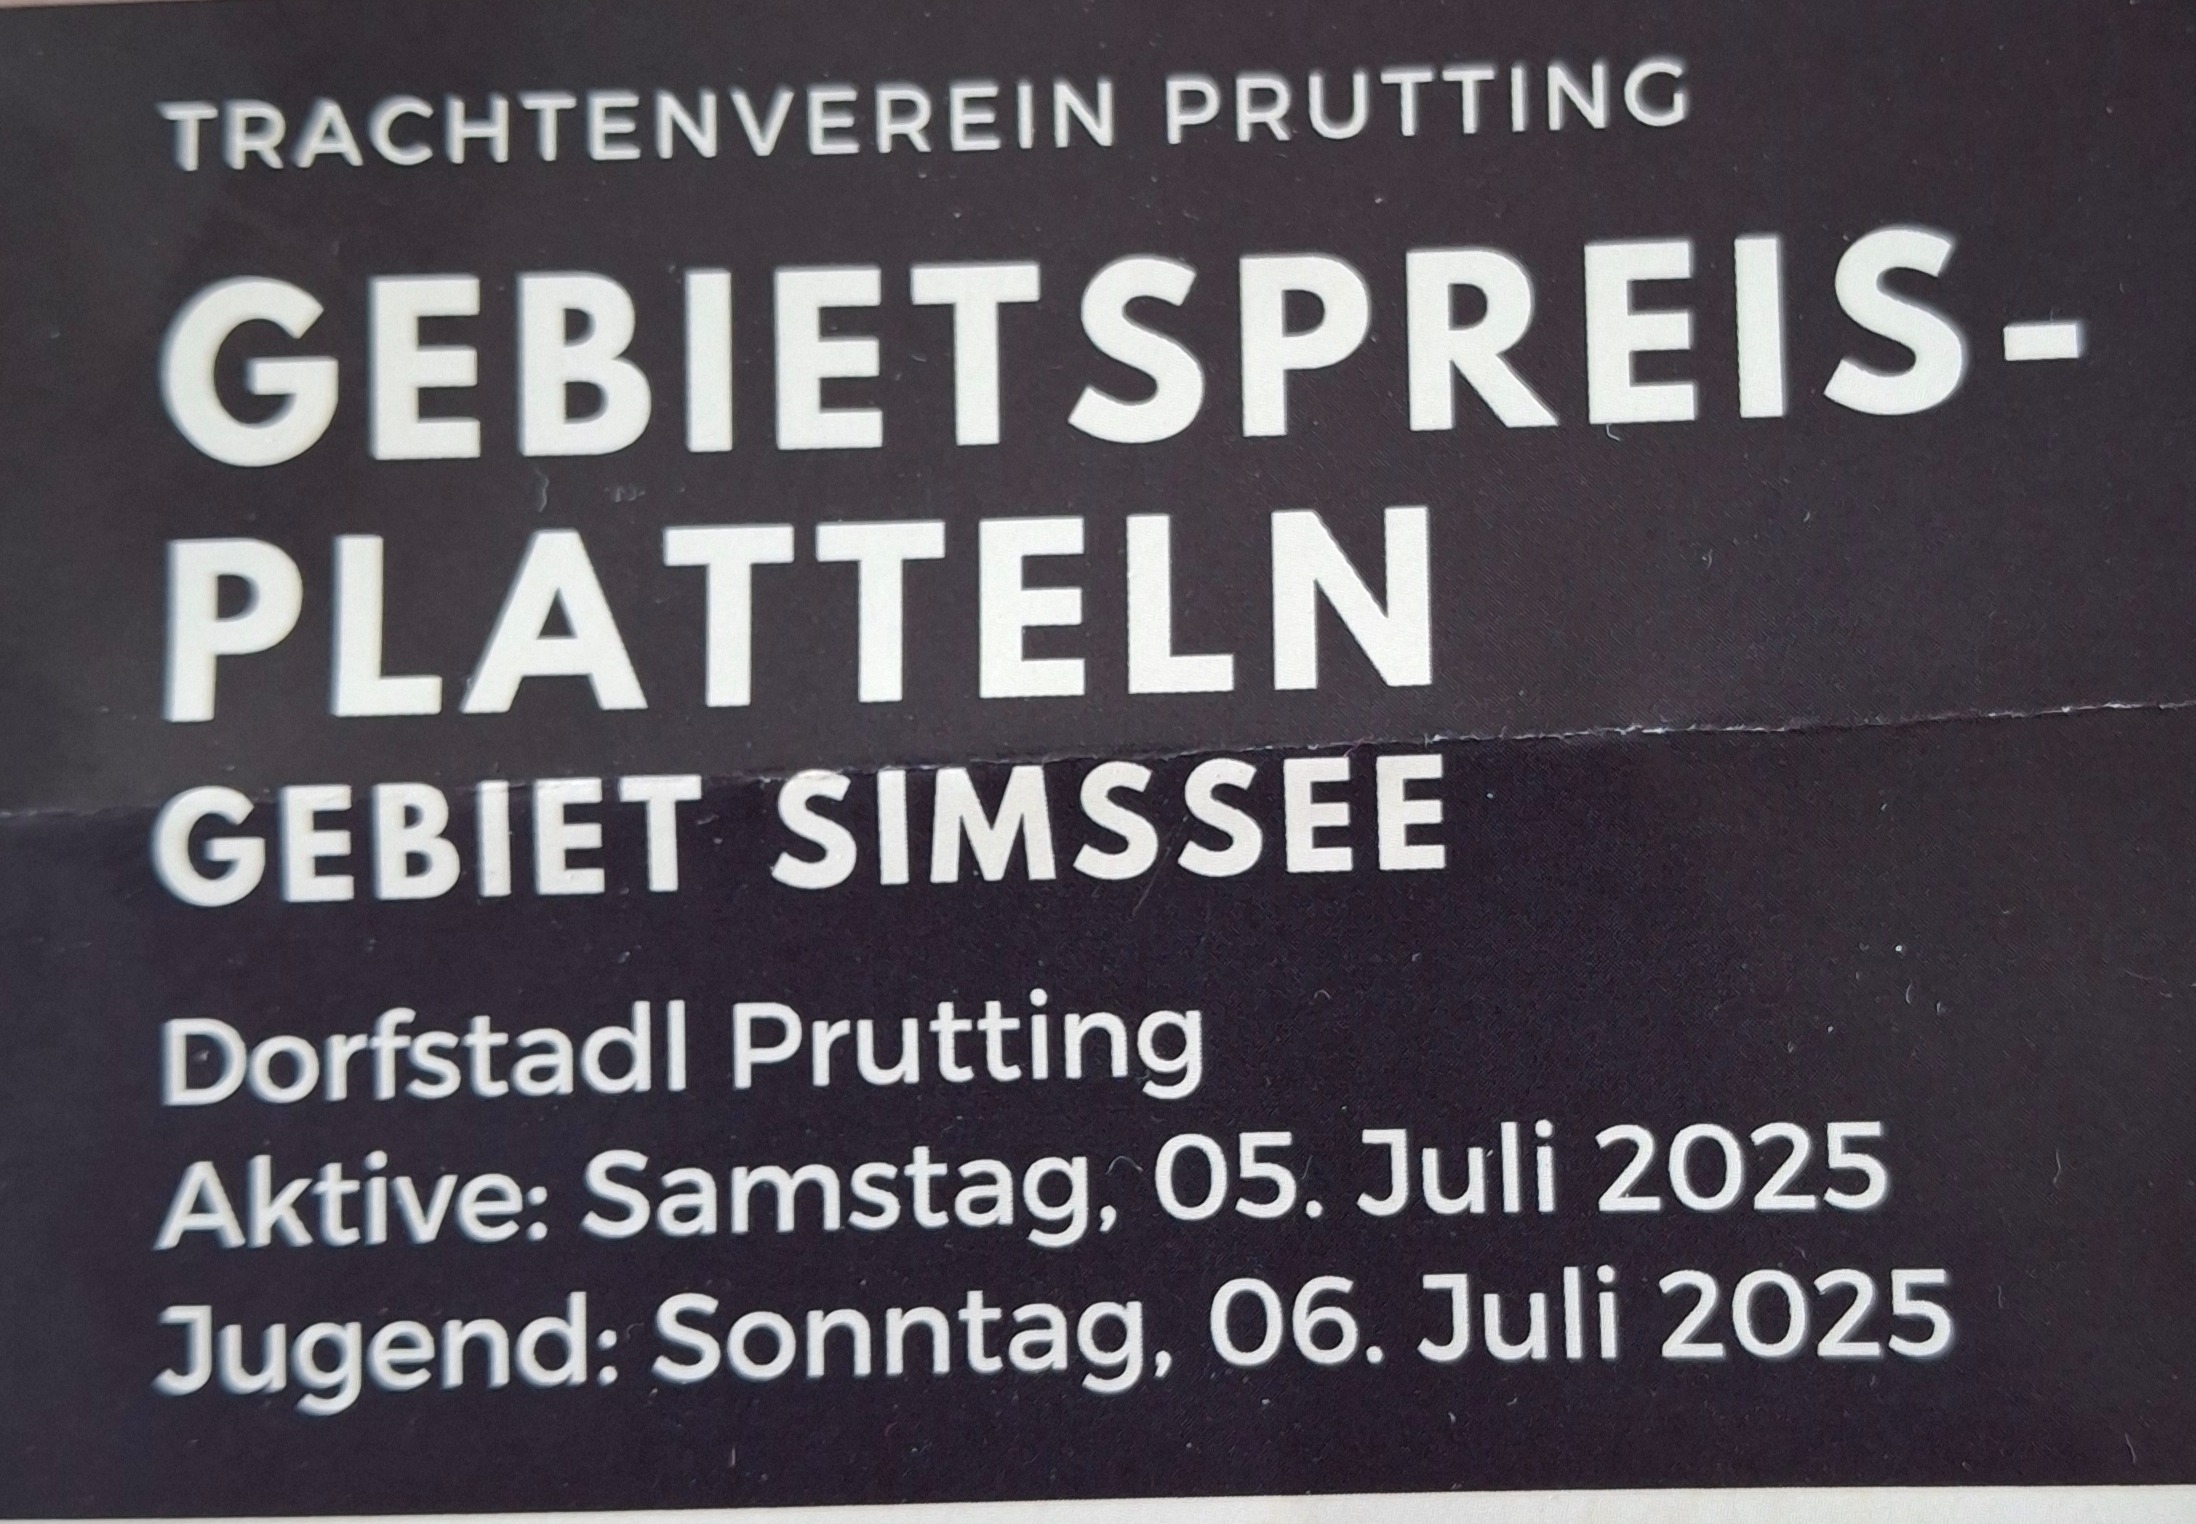 TRACHTENVEREIN PRUTTING
GEBIETSPREIS-
PLATTELN
GEBIET SIMSSEE
Dorfstadl Prutting
Aktive: Samstag, 05. Juli 2025
Jugend: Sonntag, 06. Juli 2025